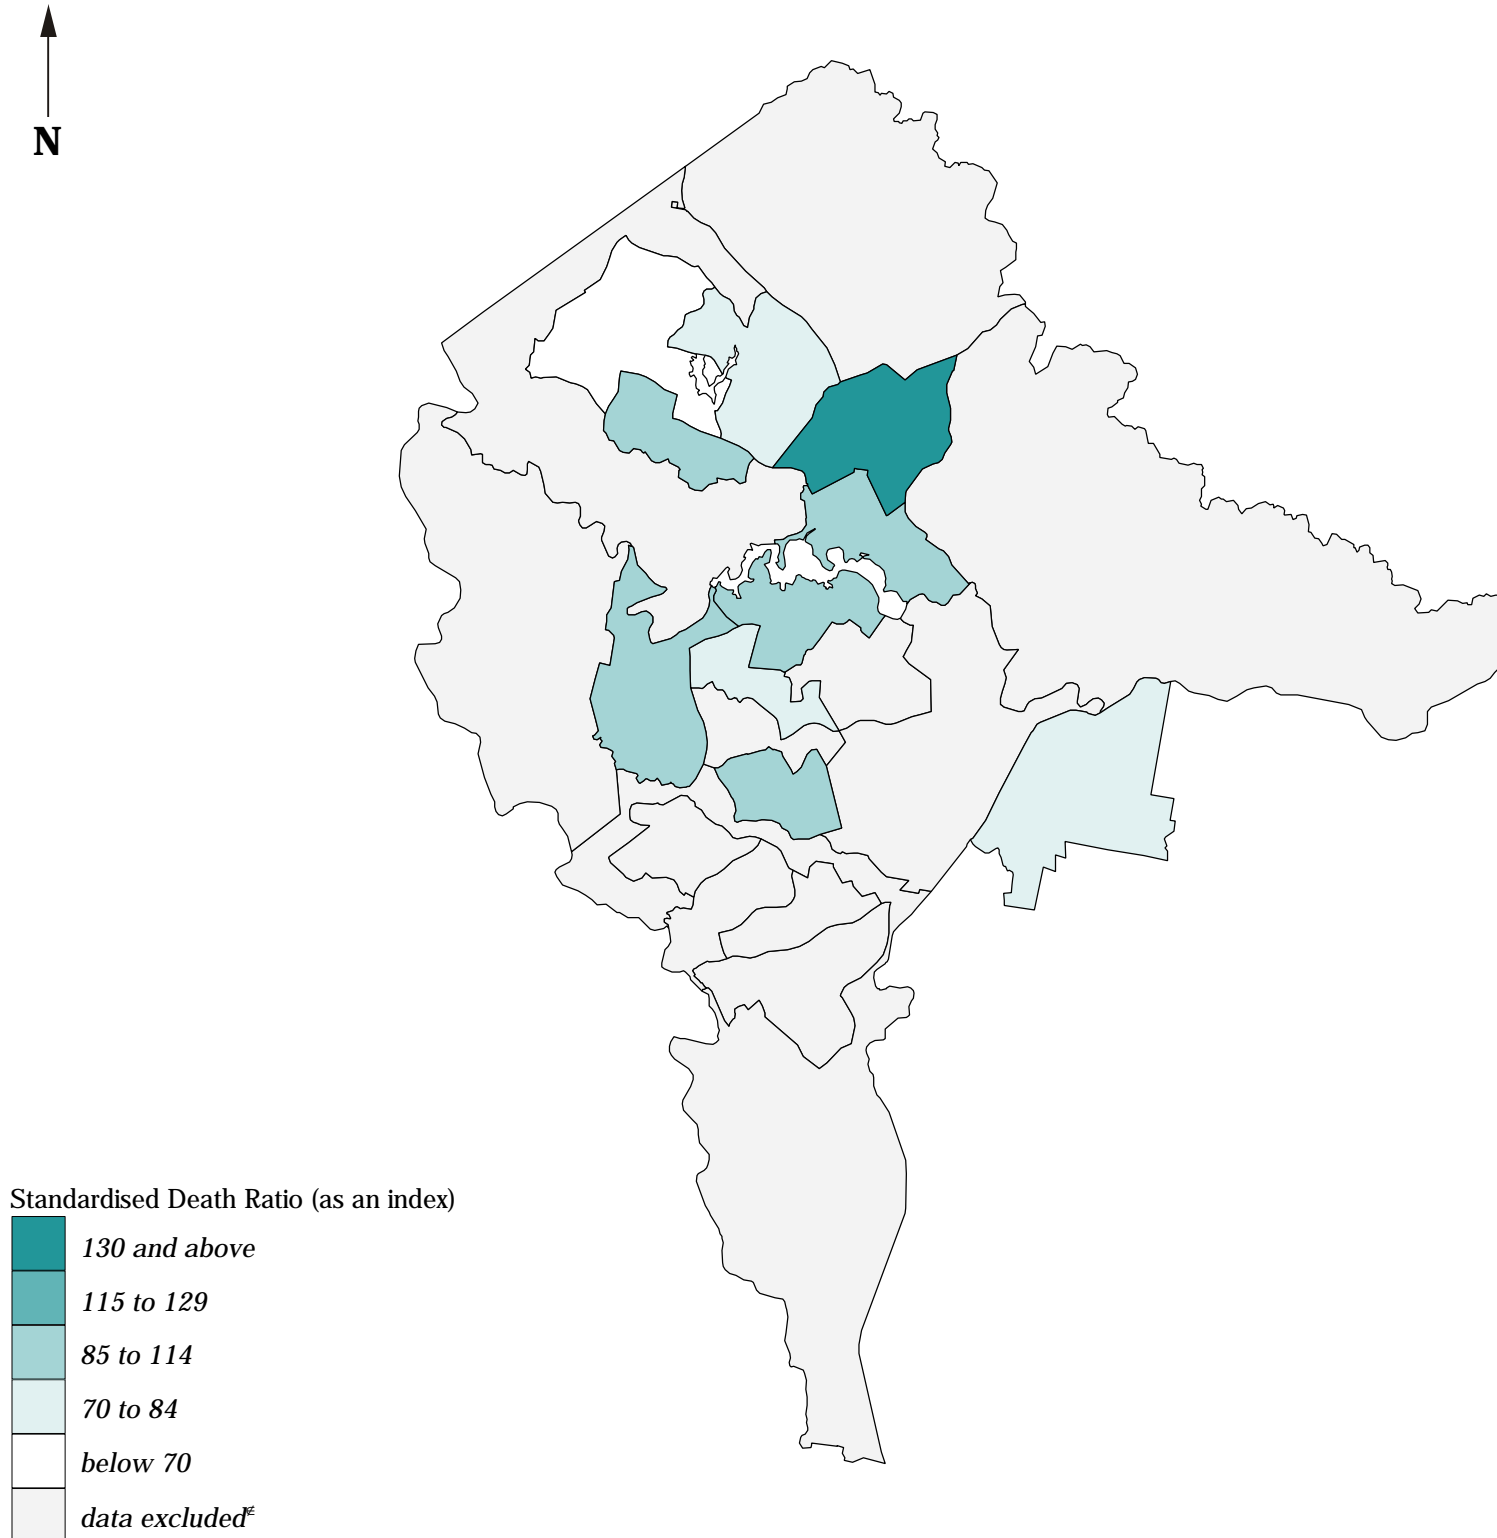 N
Standardised Death Ratio (as an index)
130 and above
115 to 129
85 to 114
70 to 84
below 70
data excluded